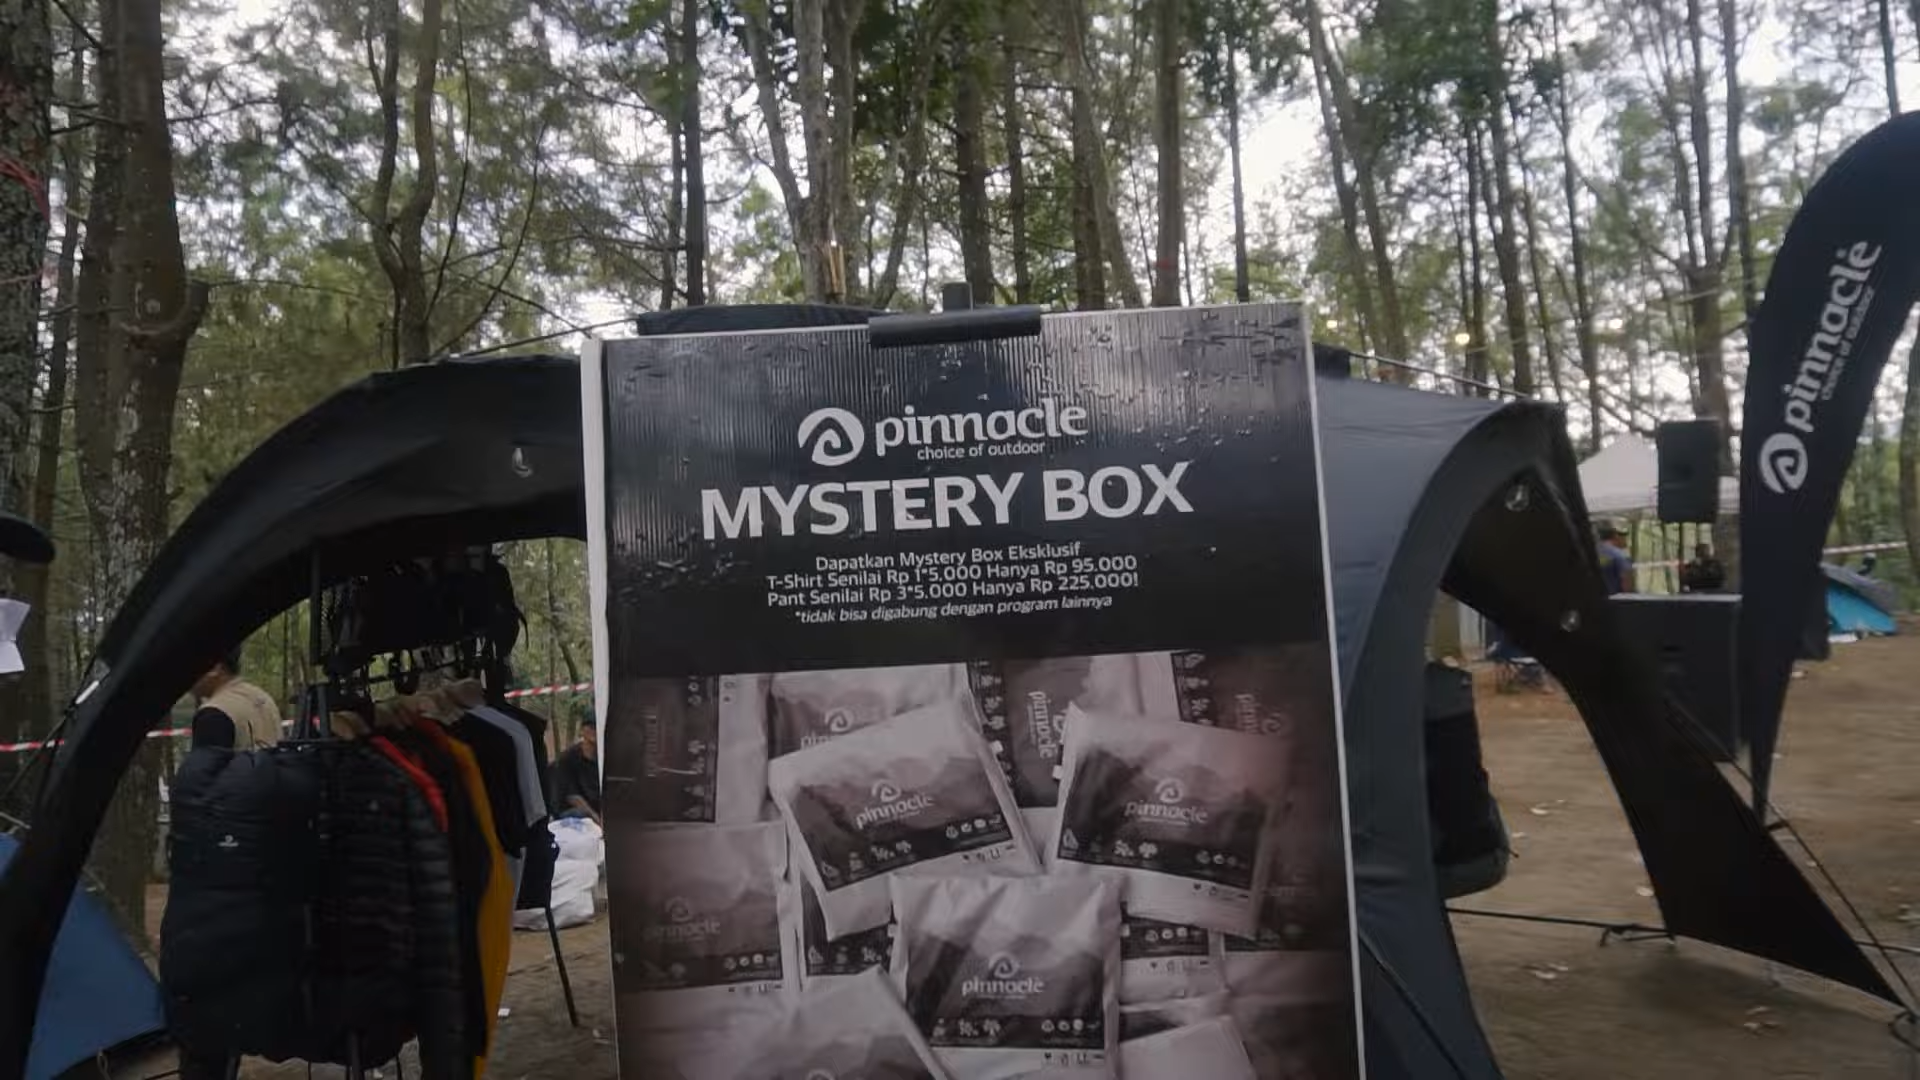 pinnacle
choice of outdoor
MYSTERY BOX
Dapatkan Mystery Box Eksklusif
T-Shirt Senilai Rp 1*5.000 Hanya Rp 95.000
Pant Senilai Rp 3*5.000 Hanya Rp 225.000!
*tidak bisa digabung dengan program lainnya
pinnacle
pinnacle
pinnacle
pinnacle
pinnacle
pinnacle
choice of outdoor